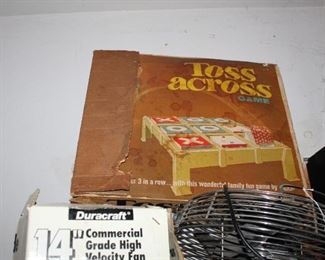 Toss
across
GAME
3 in a row... with this wonderful family fun game by
Duracraft
14" Commercial
Grade High
Velocity Fan